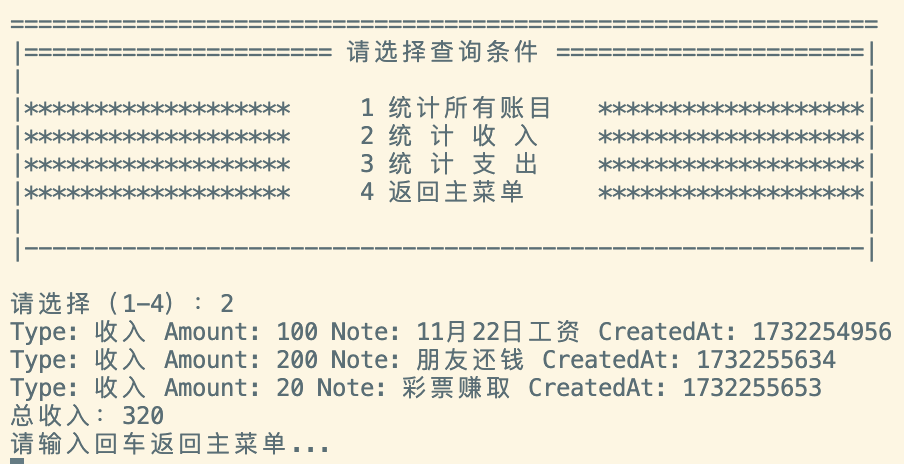 ==============================================================
|====================== 请选择查询条件 ======================|
|                                                            |
|*******************     1 统计所有账目   *******************|
|*******************     2 统 计 收 入    *******************|
|*******************     3 统 计 支 出    *******************|
|*******************     4 返回主菜单     *******************|
|                                                            |
|------------------------------------------------------------|
请选择（1-4）: 2
Type: 收入 Amount: 100 Note: 11月22日工资 CreatedAt: 1732254956
Type: 收入 Amount: 200 Note: 朋友还钱 CreatedAt: 1732255634
Type: 收入 Amount: 20 Note: 彩票赚取 CreatedAt: 1732255653
总收入: 320
请输入回车返回主菜单...